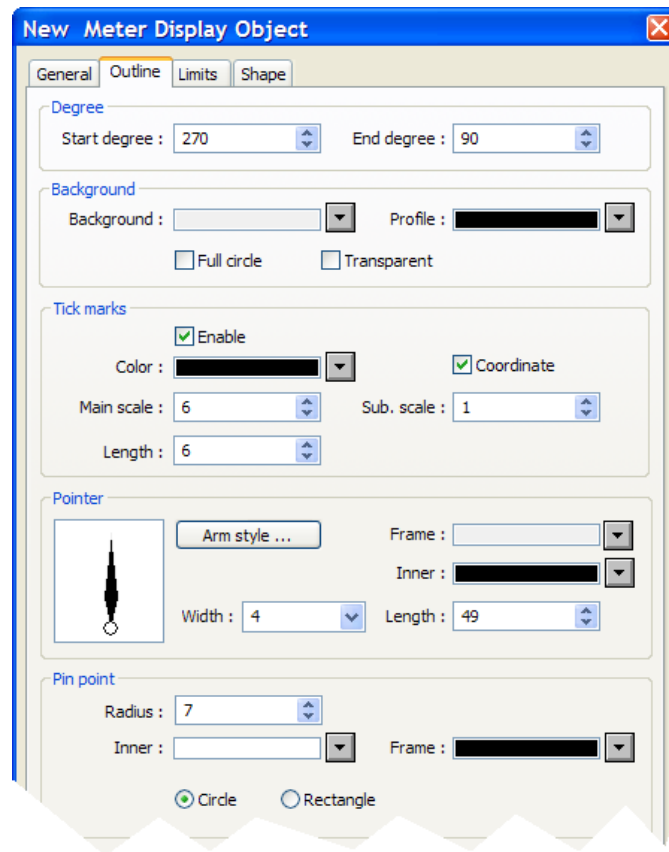 New Meter Display Object
General Outline Limits Shape
Degree
Start degree : 270 End degree : 90
Background
Background : Profile :
Full circle Transparent
Tick marks
Enable
Color : Coordinate
Main scale : 6 Sub. scale : 1
Length : 6
Pointer
Arm style ... Frame :
Inner :
Width : 4 Length : 49
Pin point
Radius : 7
Inner : Frame :
Circle Rectangle